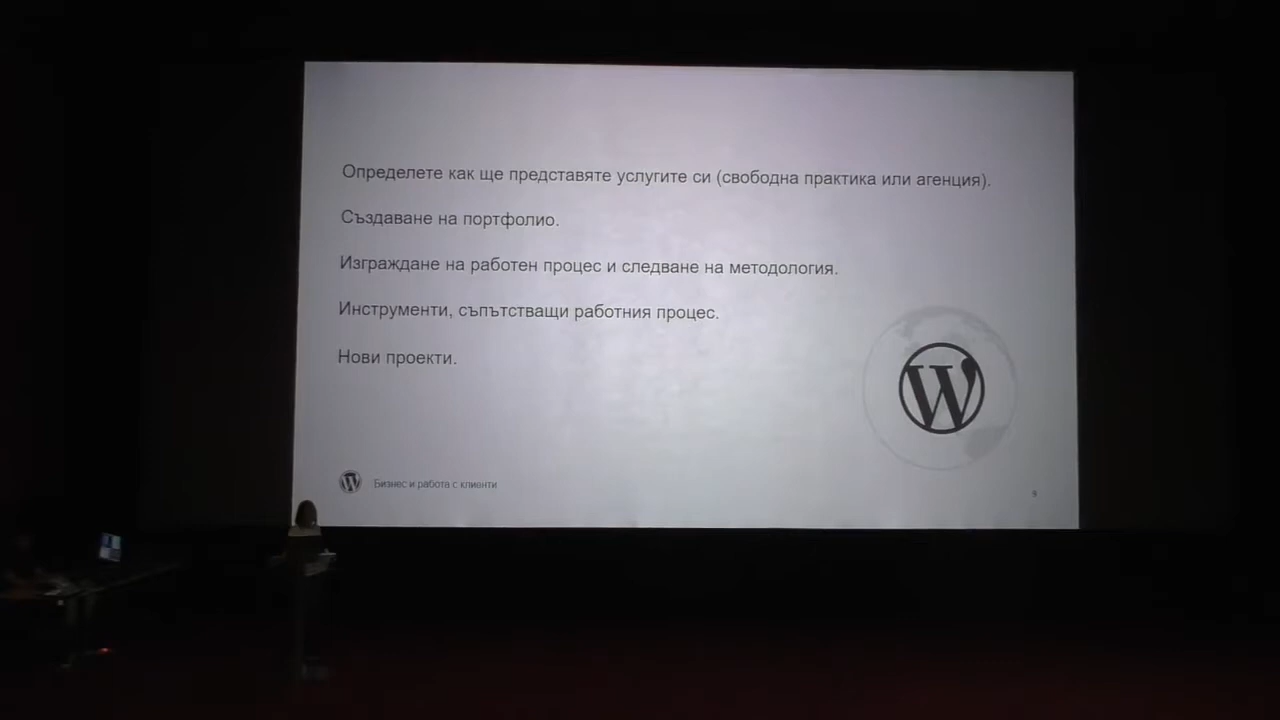 Определете как ще представяте услугите си (свободна практика или агенция).
Създаване на портфолио.
Изграждане на работен процес и следване на методология.
Инструменти, съпътстващи работния процес.
Нови проекти.
Бизнес и работа с клиенти
9